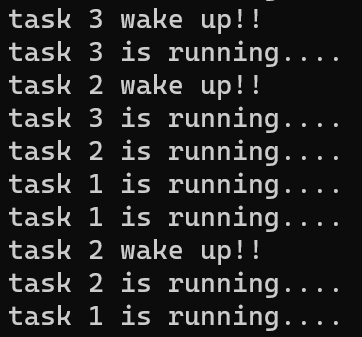 task 3 wake up!!
task 3 is running....
task 2 wake up!!
task 3 is running....
task 2 is running....
task 1 is running....
task 1 is running....
task 2 wake up!!
task 2 is running....
task 1 is running....